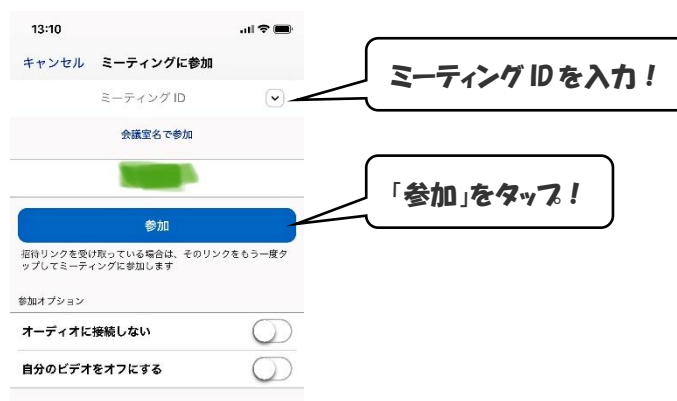 13:10
キャンセル ミーティングに参加
ミーティング ID
会議室名で参加
参加
招待リンクを受け取っている場合は、そのリンクをもう一度タ
ップしてミーティングに参加します
参加オプション
オーディオに接続しない
自分のビデオをオフにする
ミーティング IDを入力!
「参加」をタップ!